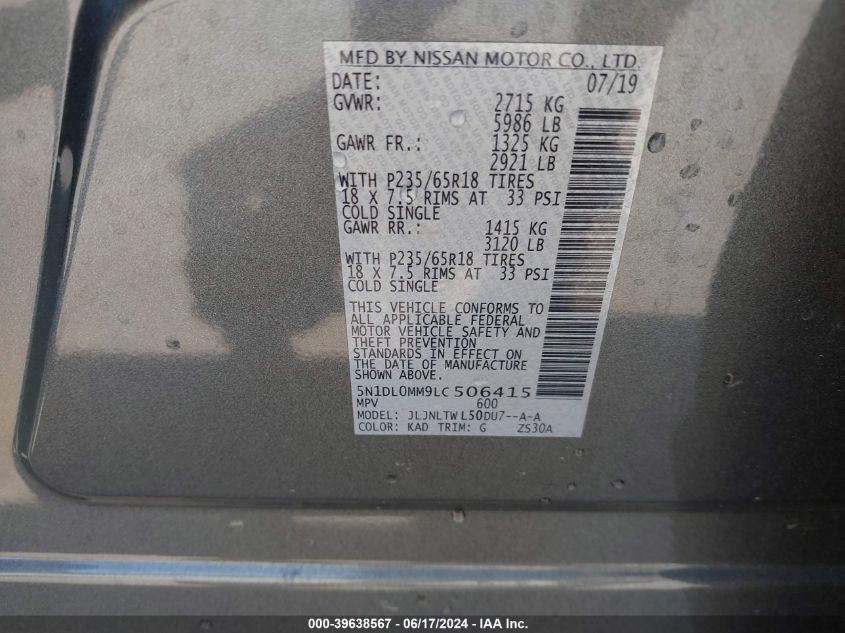 MFD BY NISSAN MOTOR CO., LTD.
DATE: 07/19
GVWR: 2715 KG
5986 LB
GAWR FR.: 1325 KG
2921 LB
WITH P235/65R18 TIRES
18 X 7.5 RIMS AT 33 PSI
COLD SINGLE
GAWR RR.: 1415 KG
3120 LB
WITH P235/65R18 TIRES
18 X 7.5 RIMS AT 33 PSI
COLD SINGLE
THIS VEHICLE CONFORMS TO
ALL APPLICABLE FEDERAL
MOTOR VEHICLE SAFETY AND
THEFT PREVENTION
STANDARDS IN EFFECT ON
THE DATE OF MANUFACTURE
SHOWN ABOVE.
5N1DL0MM9LC506415
MPV 600
MODEL: JLJNLTWL50DU7--A-A
COLOR: KAD TRIM: G ZS30A
000-39638567 - 06/17/2024 - IAA Inc.